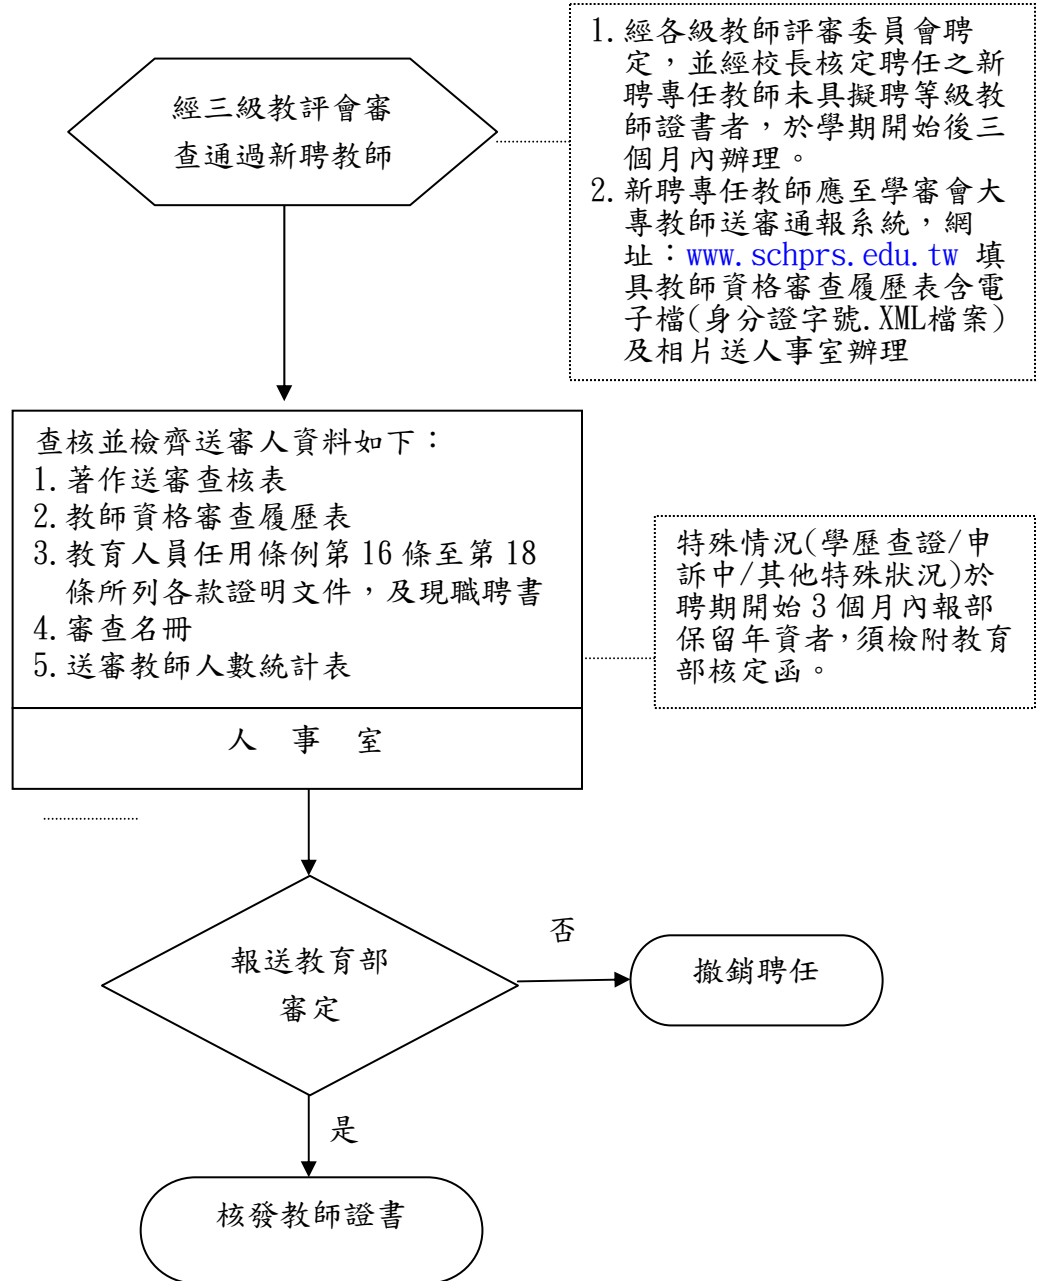 經三級教評會審
查通過新聘教師
1.經各級教師評審委員會聘
定，並經校長核定聘任之新
聘專任教師未具擬聘等級教
師證書者，於學期開始後三
個月內辦理。
2.新聘專任教師應至學審會大
專教師送審通報系統，網
址：www.schprs.edu.tw 填
具教師資格審查履歷表含電
子檔(身分證字號.XML檔案)
及相片送人事室辦理
查核並檢齊送審人資料如下：
1.著作送審查核表
2.教師資格審查履歷表
3.教育人員任用條例第 16 條至第 18
條所列各款證明文件，及現職聘書
4.審查名冊
5.送審教師人數統計表
人 事 室
特殊情況(學歷查證/申
訴中/其他特殊狀況)於
聘期開始 3 個月內報部
保留年資者，須檢附教育
部核定函。
報送教育部
審定
否
撤銷聘任
是
核發教師證書